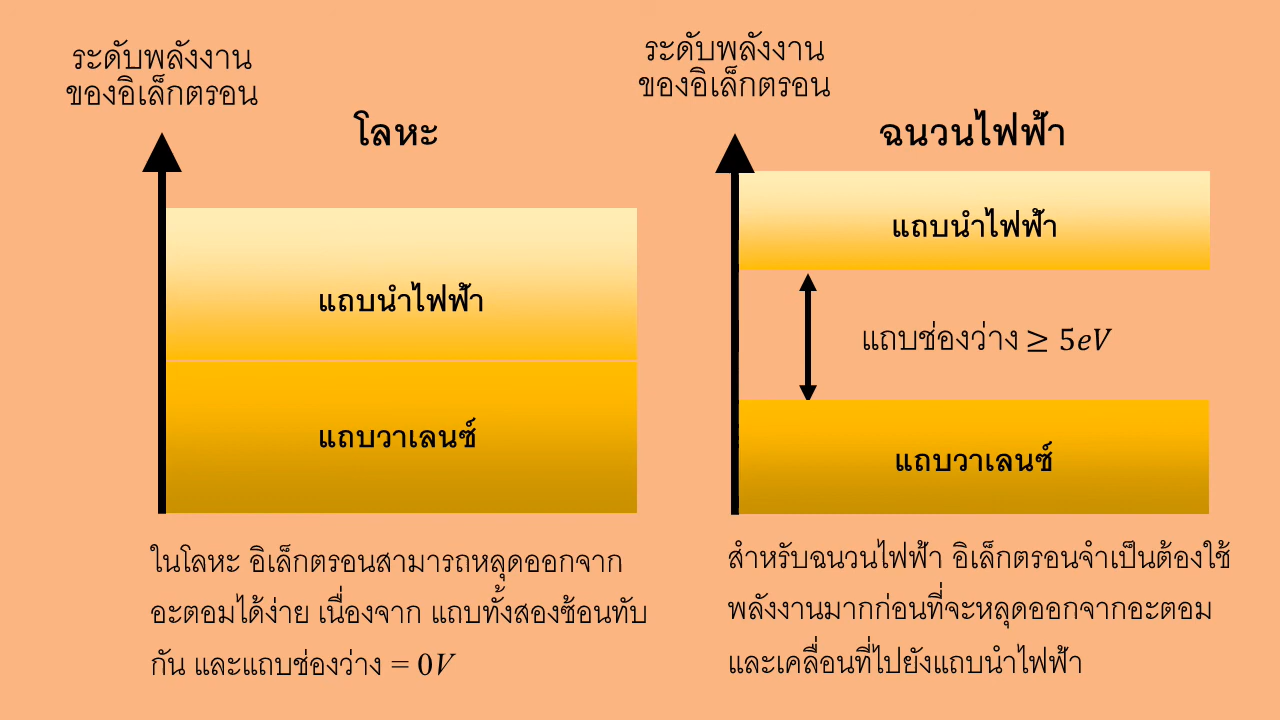 ระดับพลังงาน
ของอิเล็กตรอน
โลหะ
แถบนำไฟฟ้า
แถบวาเลนซ์
ในโลหะ อิเล็กตรอนสามารถหลุดออกจาก
อะตอมได้ง่าย เนื่องจาก แถบทั้งสองซ้อนทับ
กัน และแถบช่องว่าง = 0V
ระดับพลังงาน
ของอิเล็กตรอน
ฉนวนไฟฟ้า
แถบนำไฟฟ้า
แถบช่องว่าง ≥ 5eV
แถบวาเลนซ์
สำหรับฉนวนไฟฟ้า อิเล็กตรอนจำเป็นต้องใช้
พลังงานมากก่อนที่จะหลุดออกจากอะตอม
และเคลื่อนที่ไปยังแถบนำไฟฟ้า